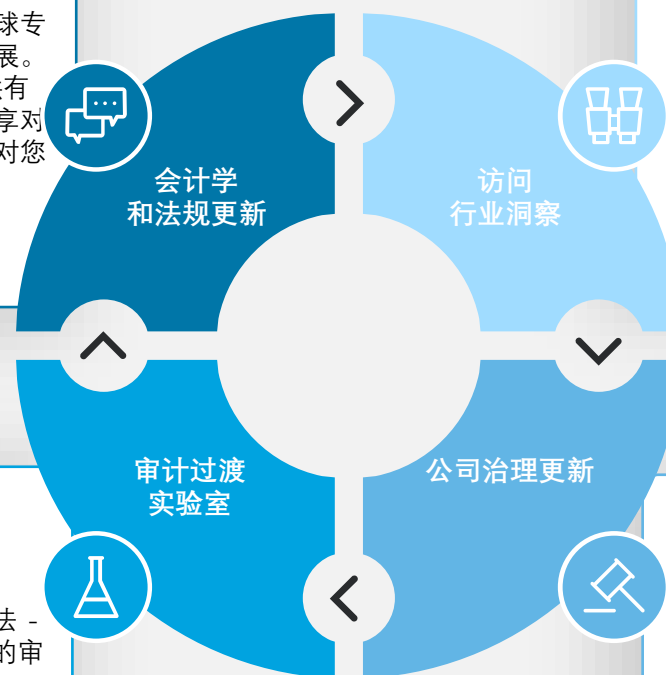 球专
展。
有
享对
对您
会计学
和法规更新
访问
行业洞察
审计过渡
实验室
公司治理更新
法 -
的审